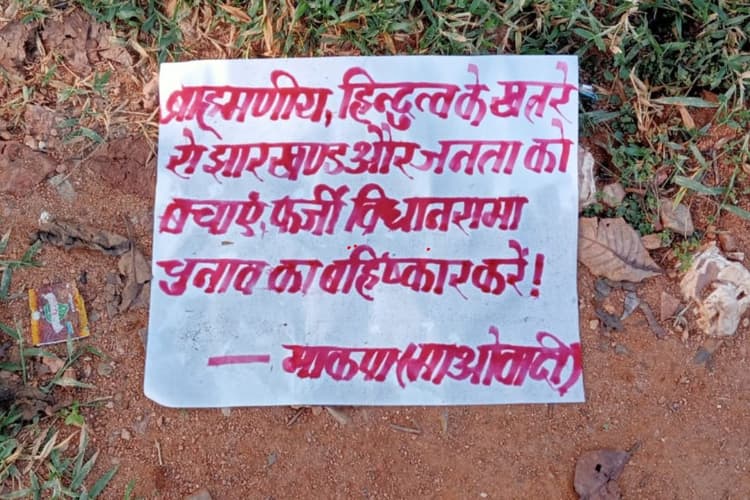 ब्राह्मणीय, हिन्दुत्व के खतरे
से झारखण्ड और जनता को
बचाएं, फर्जी विधानसभा
चुनाव का बहिष्कार करें!
— भाकपा (माओवादी)